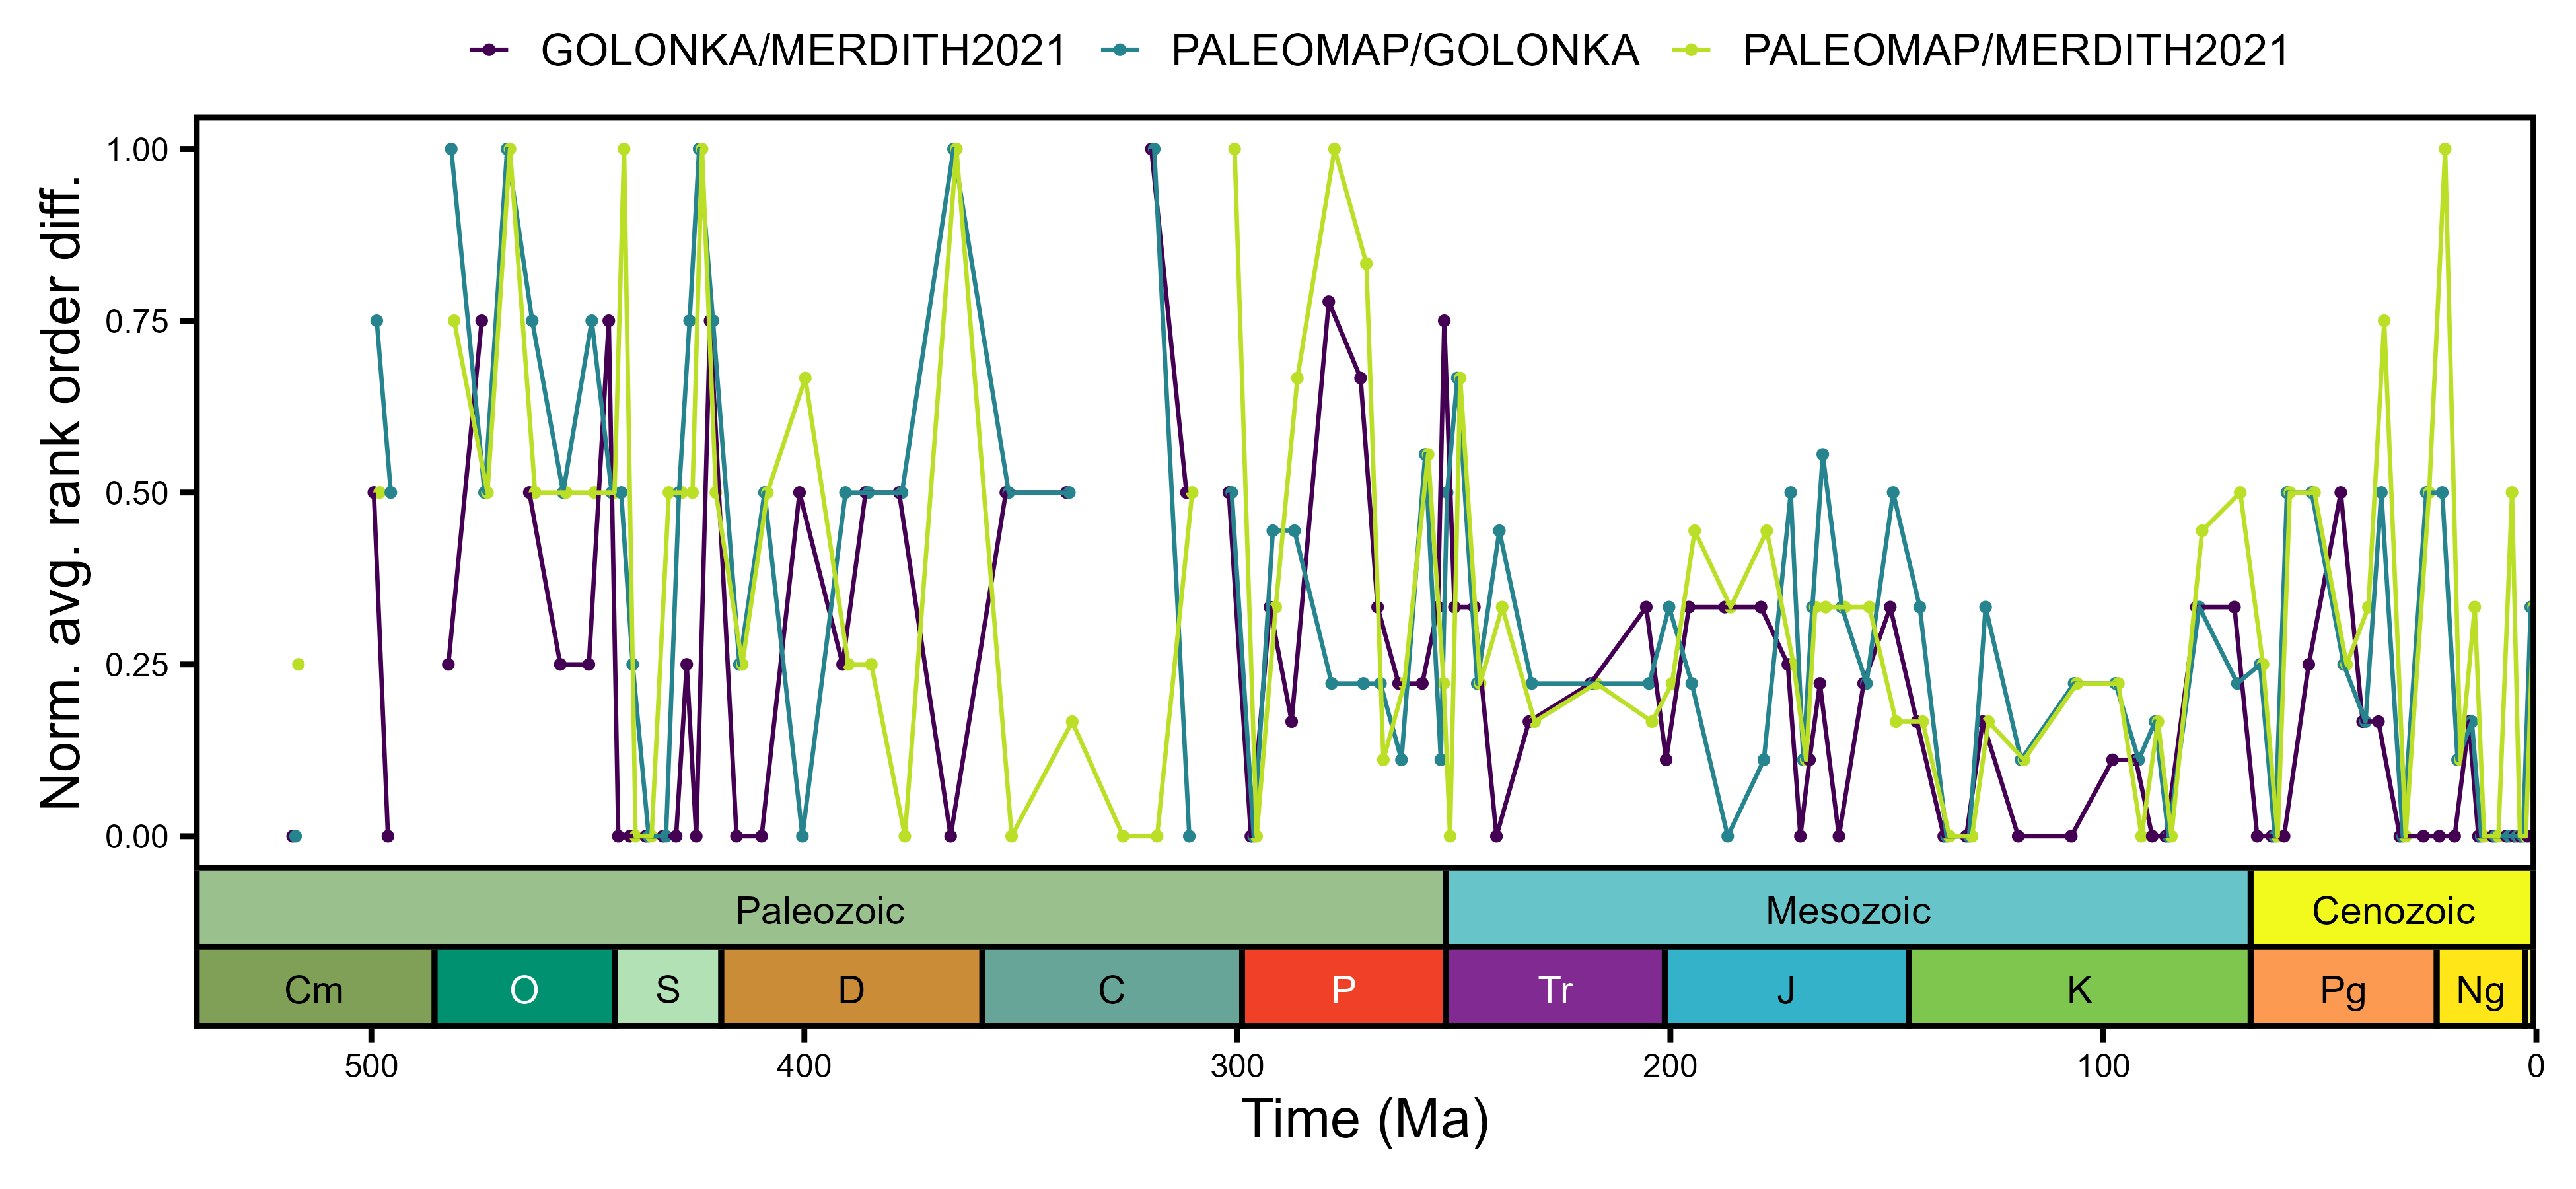 GOLONKA/MERDITH2021 PALEOMAP/GOLONKA PALEOMAP/MERDITH2021
Norm. avg. rank order diff.
1.00
0.75
0.50
0.25
0.00
Paleozoic Mesozoic Cenozoic
Cm O S D C P Tr J K Pg Ng
500 400 300 200 100 0
Time (Ma)